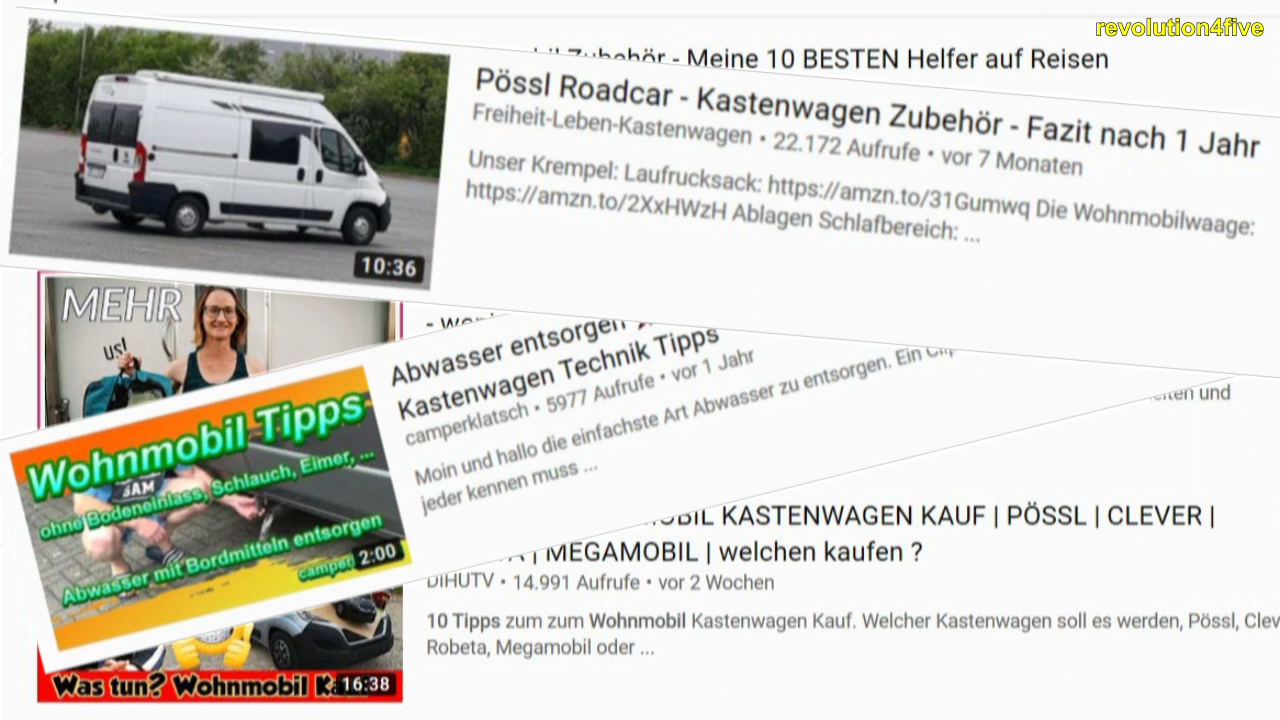 revolution4five
Zubehör - Meine 10 BESTEN Helfer auf Reisen
Pössl Roadcar - Kastenwagen Zubehör - Fazit nach 1 Jahr
Freiheit-Leben-Kastenwagen • 22.172 Aufrufe • vor 7 Monaten
Unser Krempel: Laufrucksack: https://amzn.to/31Gumwq Die Wohnmobilwaage:
https://amzn.to/2XxHWzH Ablagen Schlafbereich: ...
10:36
MEHR
us!
Abwasser entsorgen
Kastenwagen Technik Tipps
camperklatsch • 5977 Aufrufe • vor 1 Jahr
Moin und hallo die einfachste Art Abwasser zu entsorgen. Ein
jeder kennen muss ...
Wohnmobil Tipps
ohne Bodeneinlass, Schlauch, Eimer, ...
Abwasser mit Bordmitteln entsorgen
camper
2:00
und
KASTENWAGEN KAUF | PÖSSL | CLEVER |
| MEGAMOBIL | welchen kaufen ?
DIHUTV • 14.991 Aufrufe • vor 2 Wochen
10 Tipps zum zum Wohnmobil Kastenwagen Kauf. Welcher Kastenwagen soll es werden, Pössl, Clev
Robeta, Megamobil oder ...
Was tun? Wohnmobil
16:38